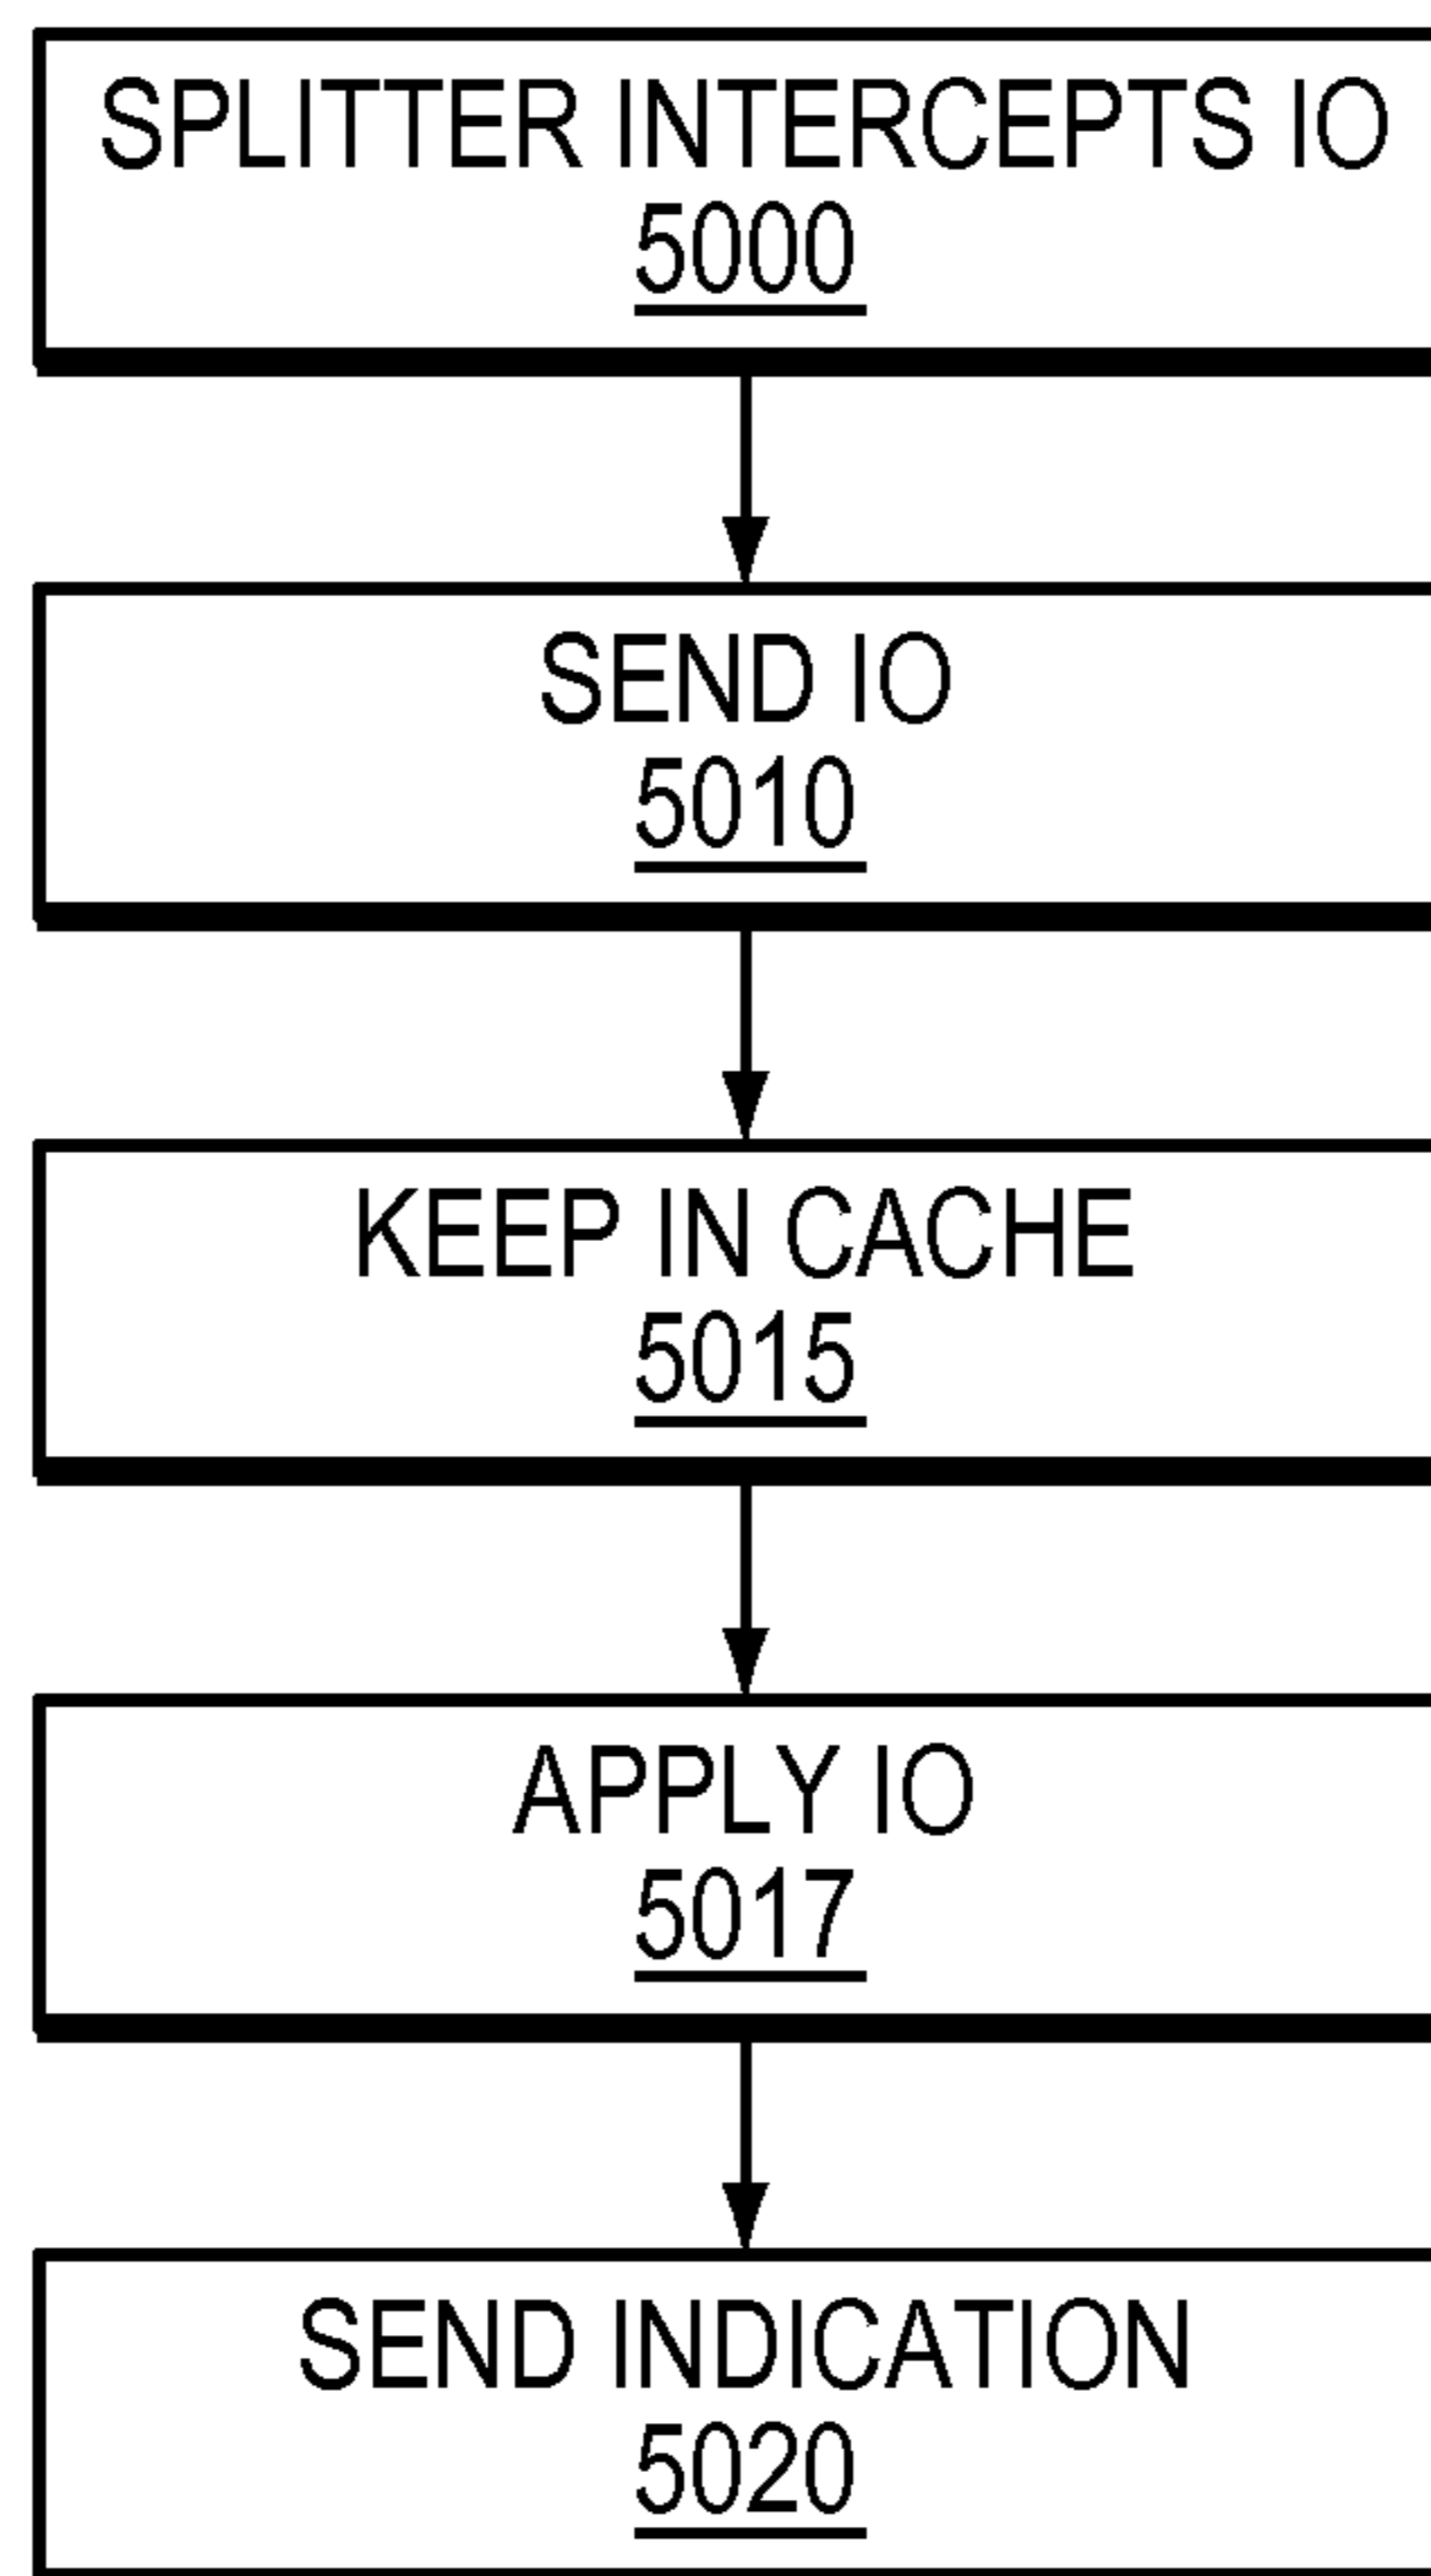 SPLITTER INTERCEPTS IO
5000
SEND IO
5010
KEEP IN CACHE
5015
APPLY IO
5017
SEND INDICATION
5020